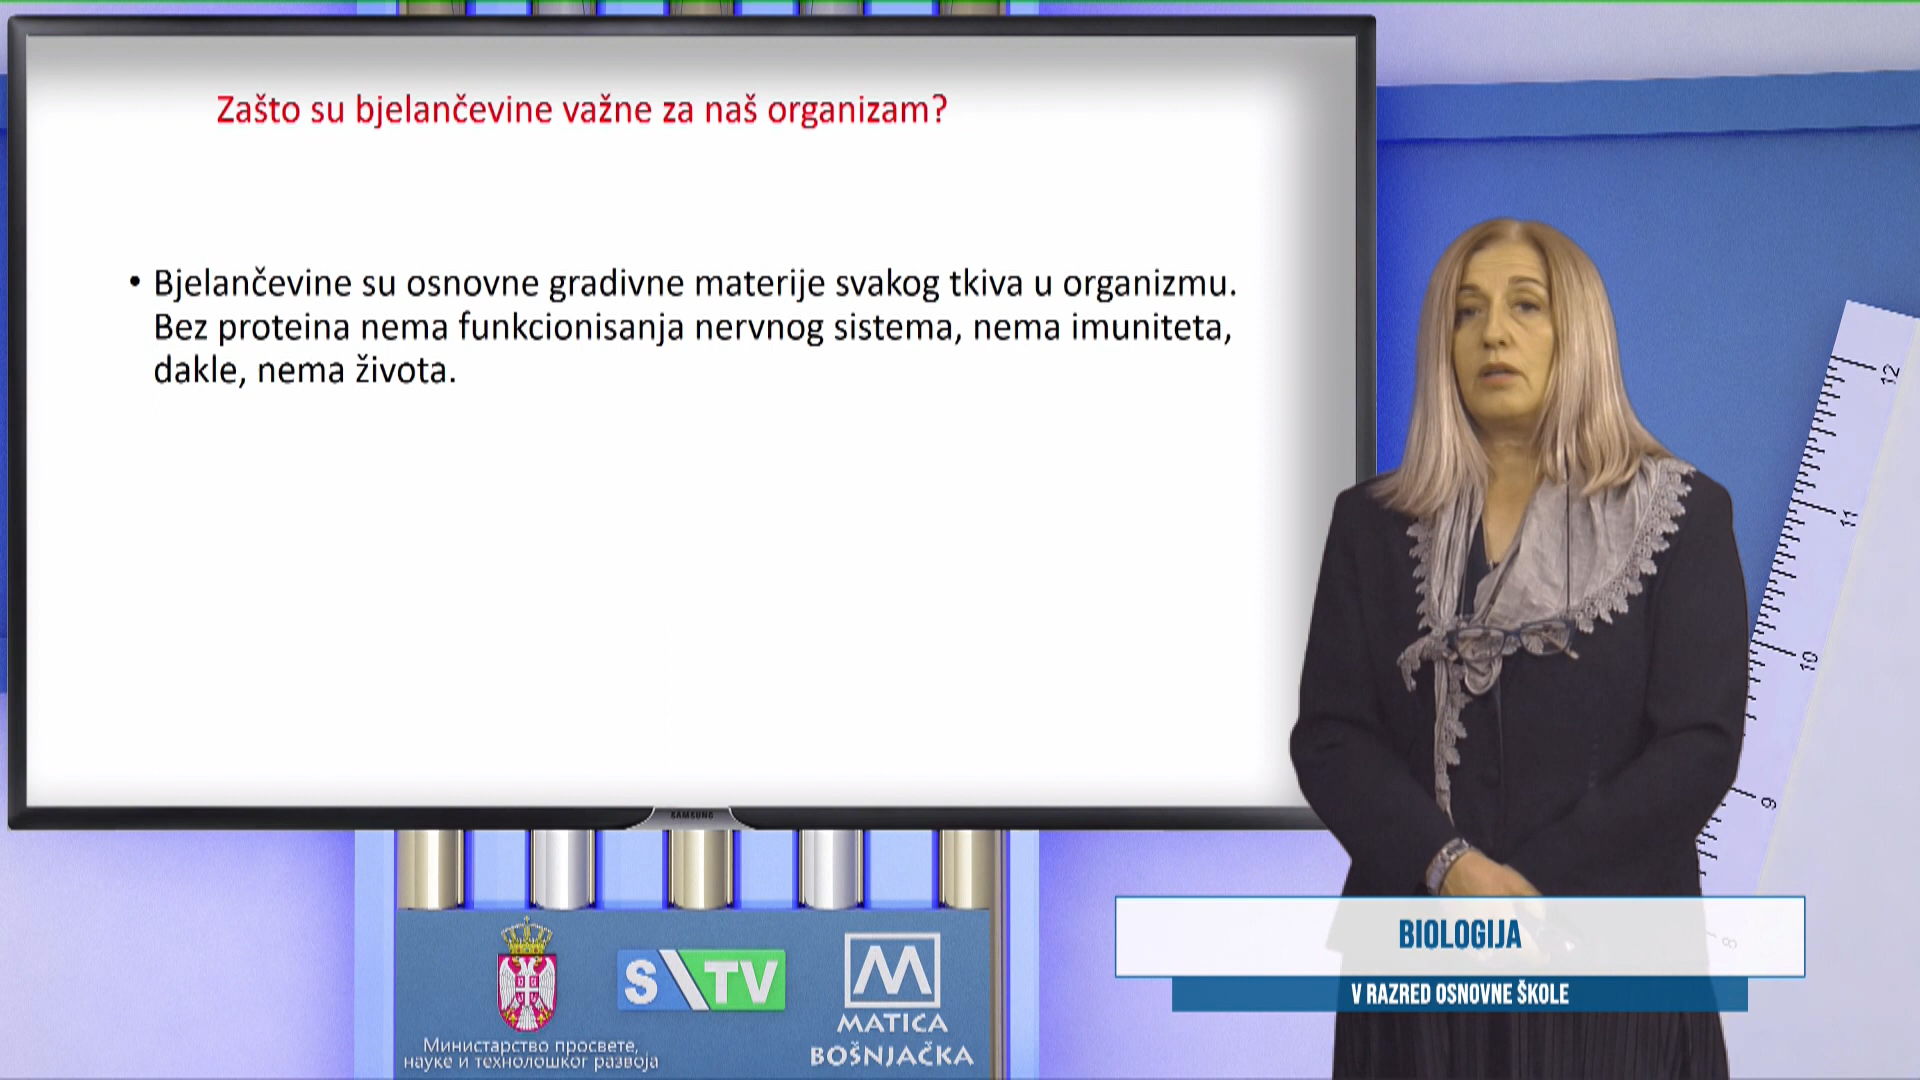 Zašto su bjelančevine važne za naš organizam?
• Bjelančevine su osnovne gradivne materije svakog tkiva u organizmu.
Bez proteina nema funkcionisanja nervnog sistema, nema imuniteta,
dakle, nema života.
SAMSUNG
12
11
10
9
8
BIOLOGIJA
V RAZRED OSNOVNE ŠKOLE
S TV
M
MATICA
BOŠNJAČKA
Министарство просвете,
науке и технолошког развоја